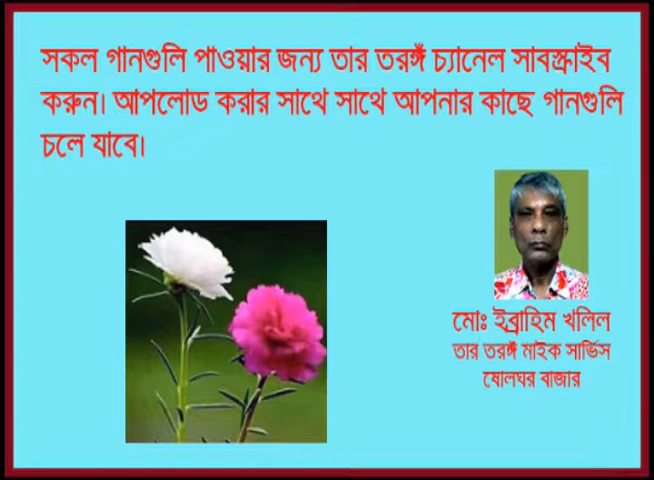 সকল গানগুলি পাওয়ার জন্য তার তরঙ্গঁ চ্যানেল সাবস্ক্রাইব
করুন। আপলোড করার সাথে সাথে আপনার কাছে গানগুলি
চলে যাবে।
মোঃ ইব্রাহিম খলিল
তার তরঙ্গঁ মাইক সার্ভিস
ষোলঘর বাজার